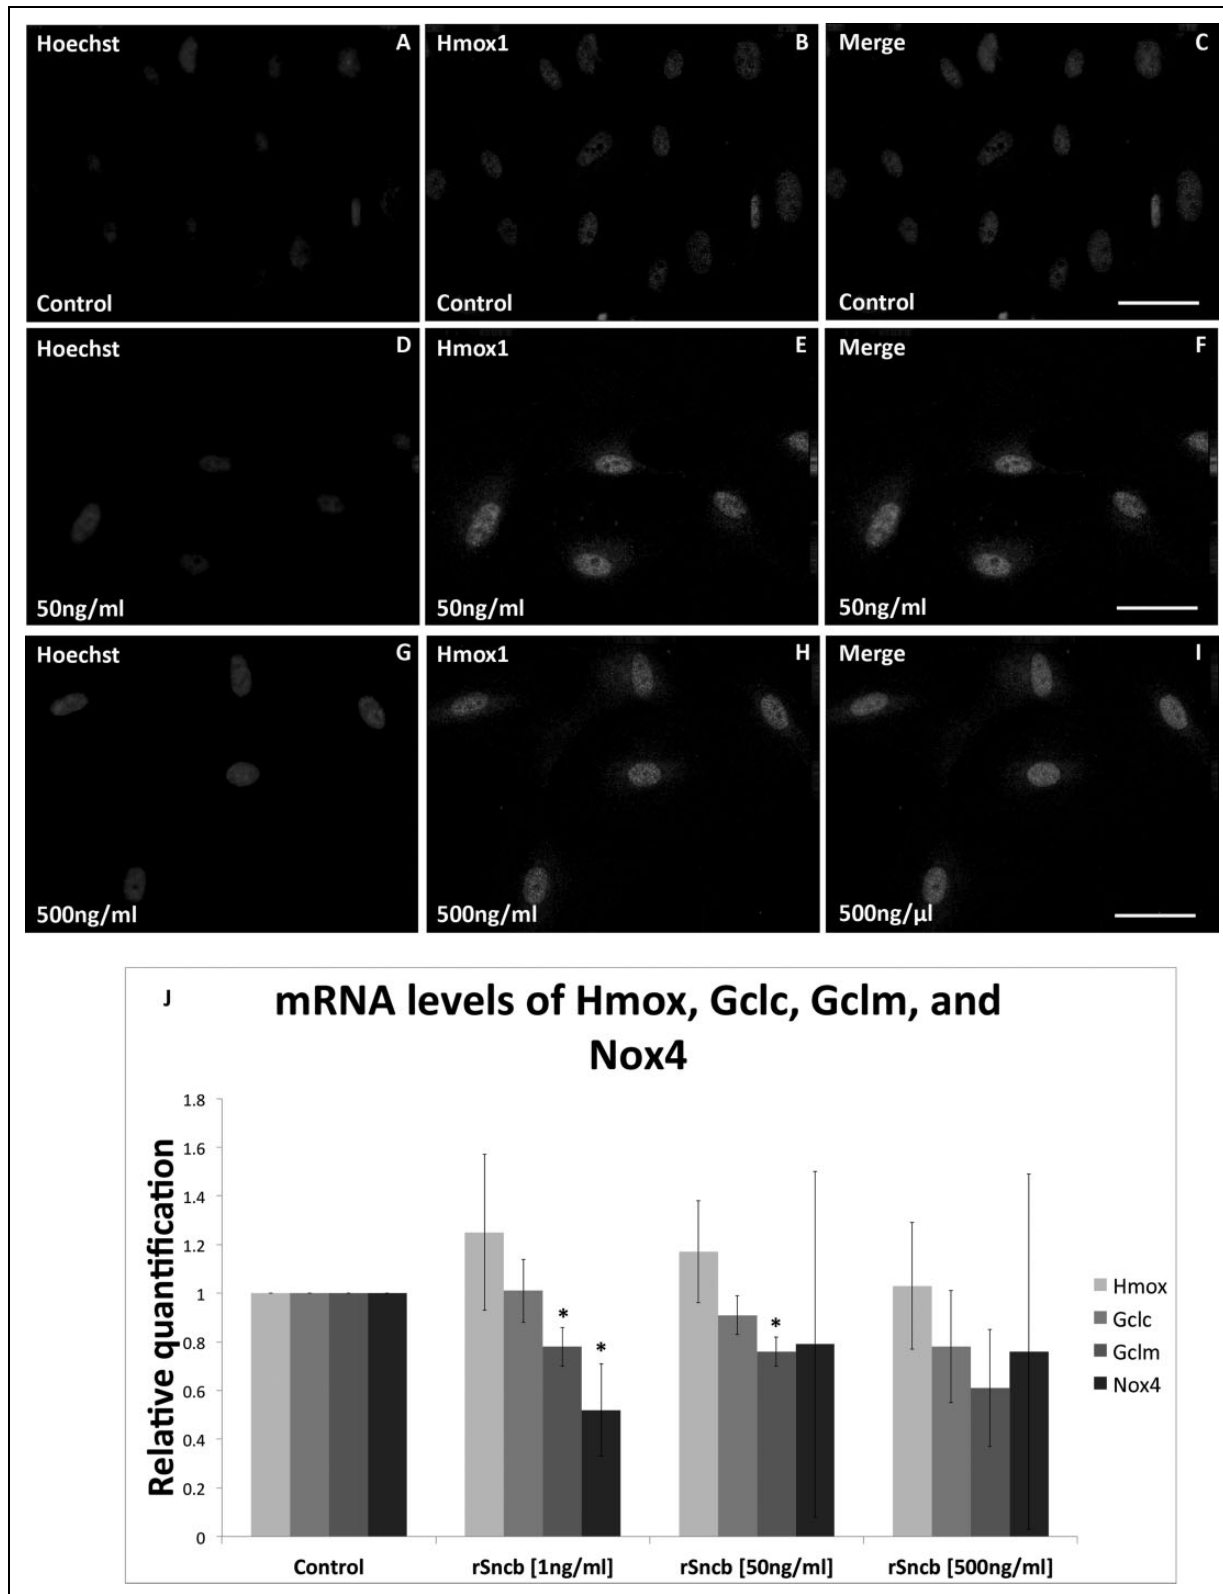 Hoechst A
Hmox1 B
Merge C
Control
Control
Control
Hoechst D
Hmox1 E
Merge F
50ng/ml
50ng/ml
50ng/ml
Hoechst G
Hmox1 H
Merge I
500ng/ml
500ng/ml
500ng/µl
J
mRNA levels of Hmox, Gclc, Gclm, and
Nox4
Relative quantification
1.8
1.6
1.4
1.2
1
0.8
0.6
0.4
0.2
0
*
*
*
Hmox
Gclc
Gclm
Nox4
Control
rSncb [1ng/ml]
rSncb [50ng/ml]
rSncb [500ng/ml]